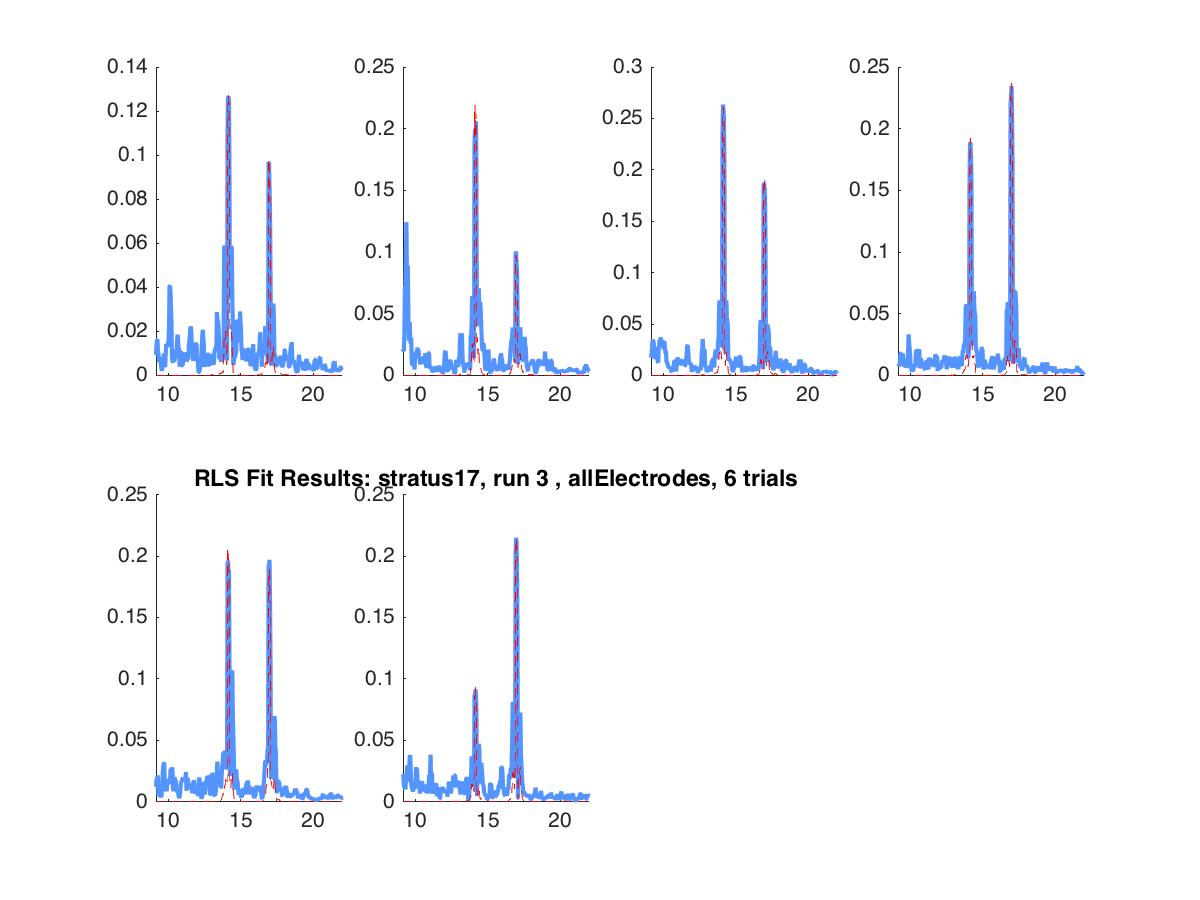 0.14 0.25 0.3 0.25
0.12 0.2 0.25 0.2
0.1 0.15 0.2 0.15
0.08 0.1 0.15 0.1
0.06 0.05 0.1 0.05
0.04 0 0.05 0
0.02 0
0
10 15 20 10 15 20 10 15 20 10 15 20
RLS Fit Results: stratus17, run 3 , allElectrodes, 6 trials
0.25 0.25
0.2 0.2
0.15 0.15
0.1 0.1
0.05 0.05
0 0
10 15 20 10 15 20